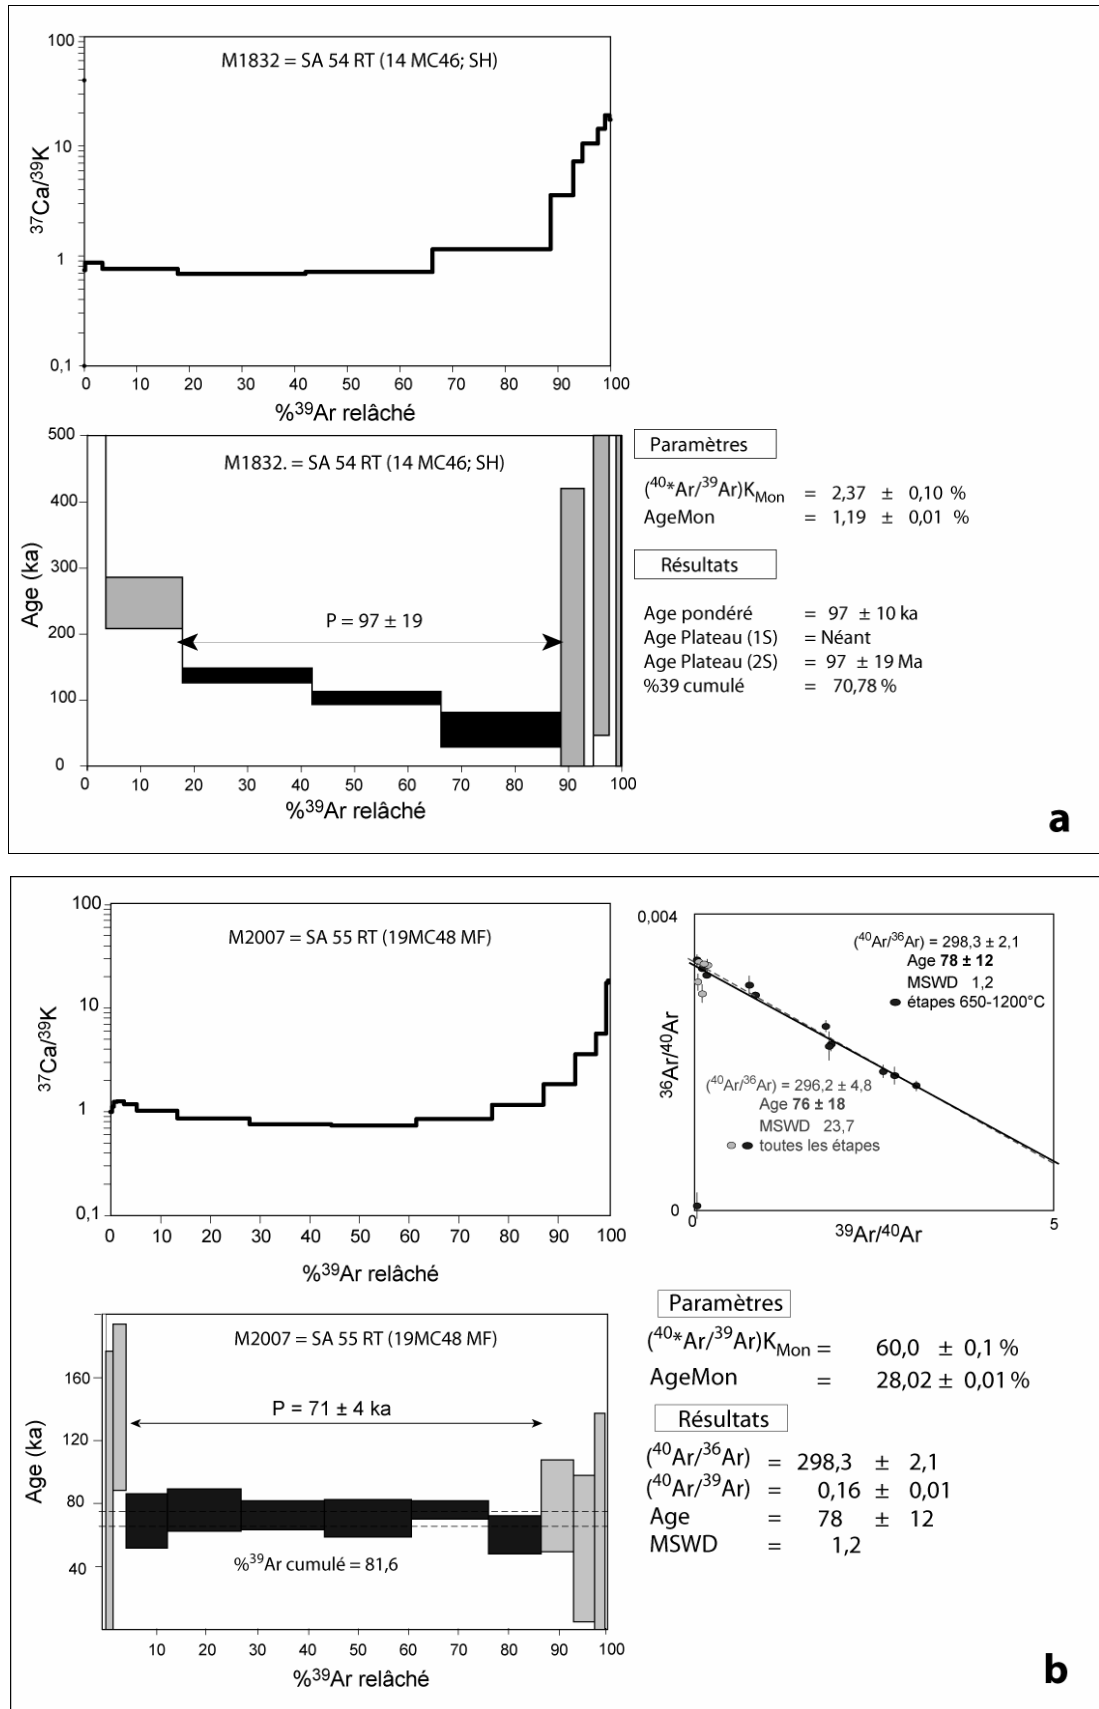 100
10
1
0,1
37Ca/39K
M1832 = SA 54 RT (14 MC46; SH)
0 10 20 30 40 50 60 70 80 90 100
%39Ar relâché
500
400
300
200
100
0
Age (ka)
M1832. = SA 54 RT (14 MC46; SH)
P = 97 ± 19
0 10 20 30 40 50 60 70 80 90 100
%39Ar relâché
Paramètres
(40*Ar/39Ar)KMon = 2,37 ± 0,10 %
AgeMon = 1,19 ± 0,01 %
Résultats
Age pondéré = 97 ± 10 ka
Age Plateau (1S) = Néant
Age Plateau (2S) = 97 ± 19 Ma
%39 cumulé = 70,78 %
a
100
10
1
0,1
37Ca/39K
M2007 = SA 55 RT (19MC48 MF)
0 10 20 30 40 50 60 70 80 90 100
%39Ar relâché
0,004
0
36Ar/40Ar
(40Ar/36Ar) = 298,3 ± 2,1
Age 78 ± 12
MSWD 1,2
étapes 650-1200°C
(40Ar/36Ar) = 296,2 ± 4,8
Age 76 ± 18
MSWD 23,7
toutes les étapes
0 5
39Ar/40Ar
160
120
80
40
Age (ka)
M2007 = SA 55 RT (19MC48 MF)
P = 71 ± 4 ka
%39Ar cumulé = 81,6
10 20 30 40 50 60 70 80 90 100
%39Ar relâché
Paramètres
(40*Ar/39Ar)KMon = 60,0 ± 0,1 %
AgeMon = 28,02 ± 0,01 %
Résultats
(40Ar/36Ar) = 298,3 ± 2,1
(40Ar/39Ar) = 0,16 ± 0,01
Age = 78 ± 12
MSWD = 1,2
b